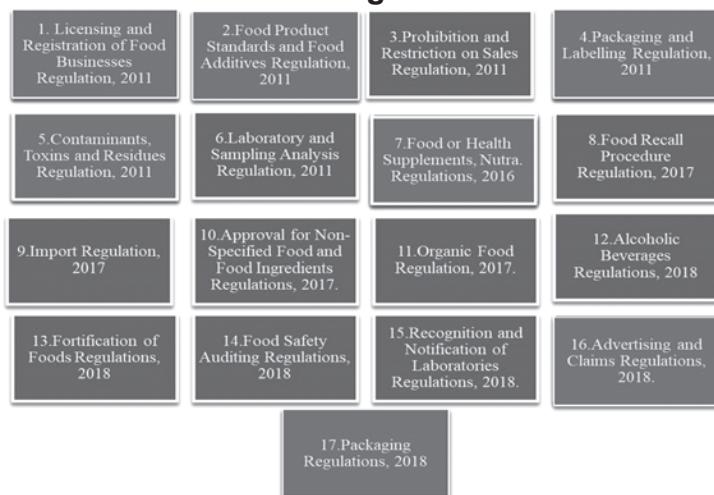 1. Licensing and
Registration of Food
Businesses
Regulation, 2011
2.Food Product
Standards and Food
Additives Regulation,
2011
3.Prohibition and
Restriction on Sales
Regulation, 2011
4.Packaging and
Labelling Regulation,
2011
5.Contaminants,
Toxins and Residues
Regulation, 2011
6.Laboratory and
Sampling Analysis
Regulation, 2011
7.Food or Health
Supplements, Nutra.
Regulations, 2016
8.Food Recall
Procedure
Regulation, 2017
9.Import Regulation,
2017
10.Approval for Non-
Specified Food and
Food Ingredients
Regulations, 2017.
11.Organic Food
Regulation, 2017.
12.Alcoholic
Beverages
Regulations, 2018
13.Fortification of
Foods Regulations,
2018
14.Food Safety
Auditing Regulations,
2018
15.Recognition and
Notification of
Laboratories
Regulations, 2018.
16.Advertising and
Claims Regulations,
2018.
17.Packaging
Regulations, 2018